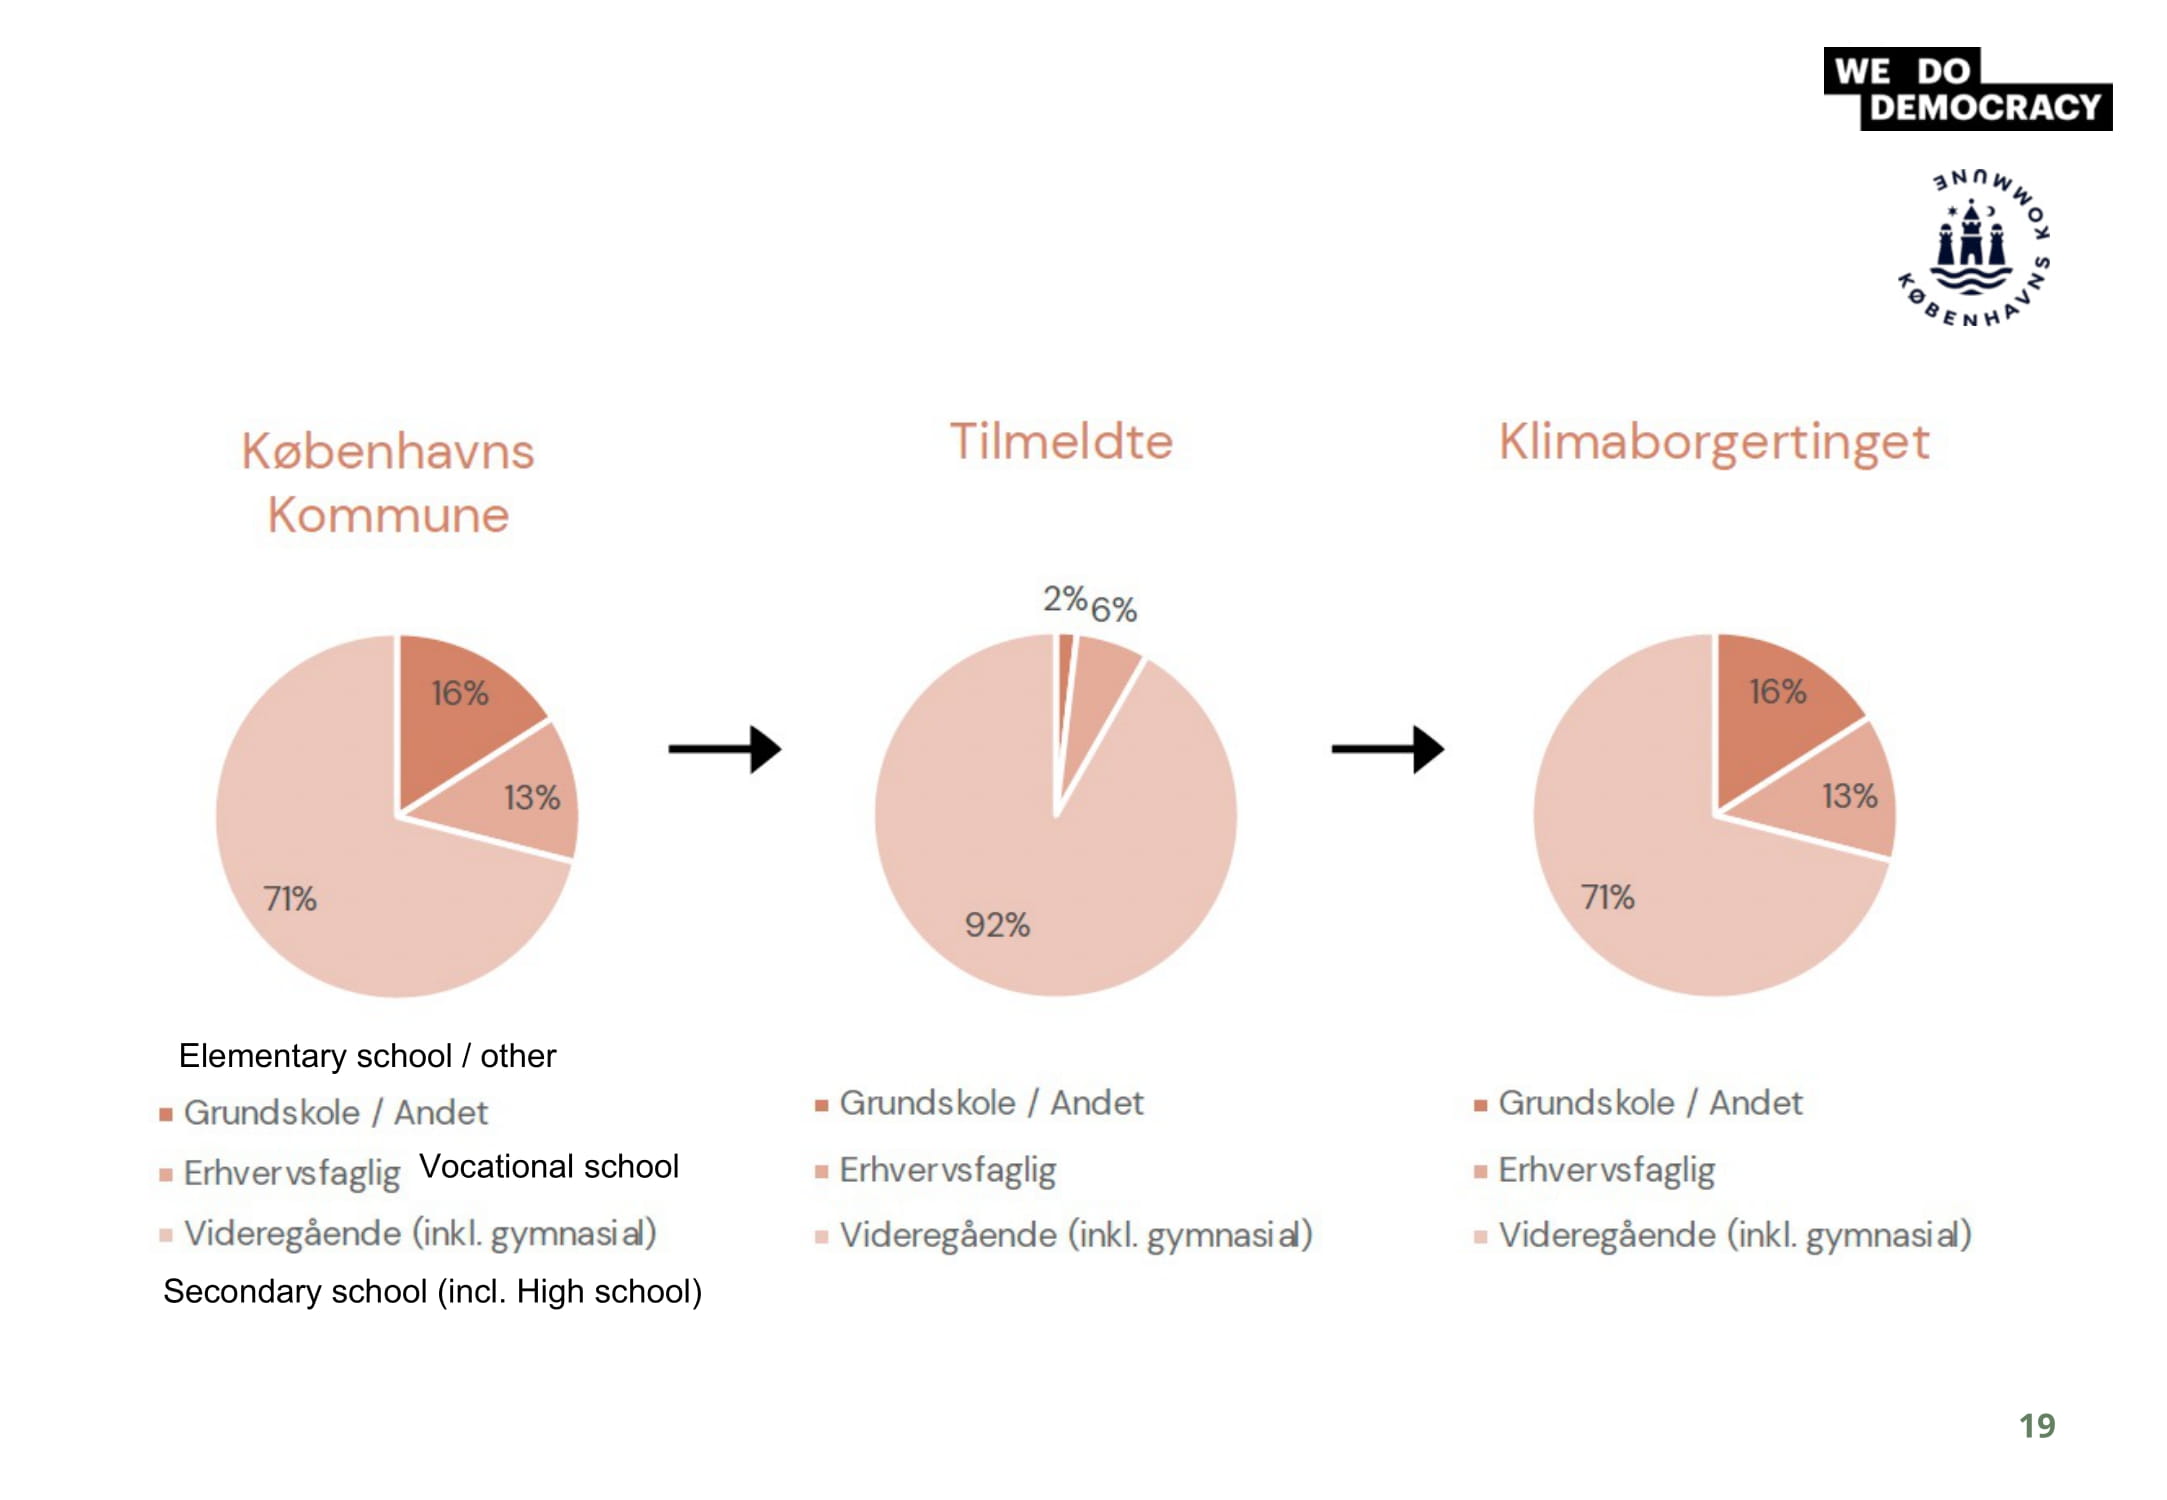 WE DO
DEMOCRACY
KØBENHAVNS KOMMUNE
Københavns
Kommune
Tilmeldte
Klimaborgertinget
16%
13%
71%
2%
6%
92%
16%
13%
71%
Elementary school / other
Grundskole / Andet
Erhvervsfaglig
Vocational school
Videregående (inkl. gymnasial)
Secondary school (incl. High school)
Grundskole / Andet
Erhvervsfaglig
Videregående (inkl. gymnasial)
Grundskole / Andet
Erhvervsfaglig
Videregående (inkl. gymnasial)
19